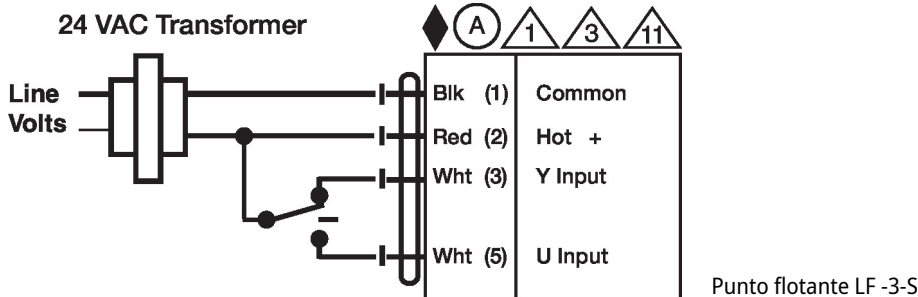 24 VAC Transformer
A 1 3 11
Line
Volts
Blk (1) Common
Red (2) Hot +
Wht (3) Y Input
Wht (5) U Input
Punto flotante LF -3-S